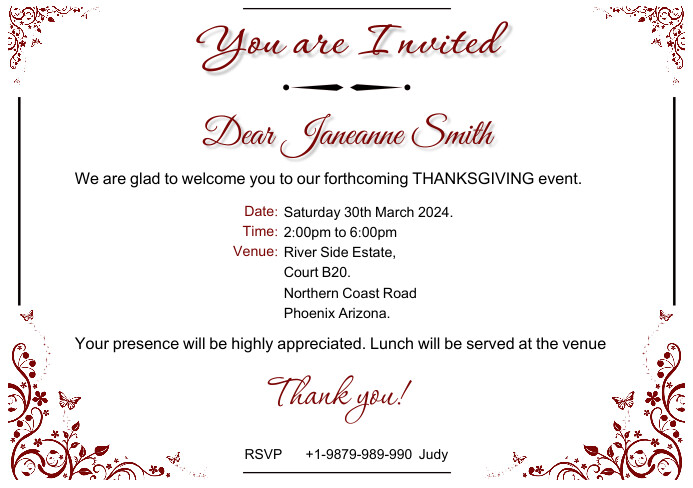 You are Invited
Dear Janeanne Smith
We are glad to welcome you to our forthcoming THANKSGIVING event.
Date: Saturday 30th March 2024.
Time: 2:00pm to 6:00pm
Venue: River Side Estate,
Court B20.
Northern Coast Road
Phoenix Arizona.
Your presence will be highly appreciated. Lunch will be served at the venue
Thank you!
RSVP +1-9879-989-990 Judy